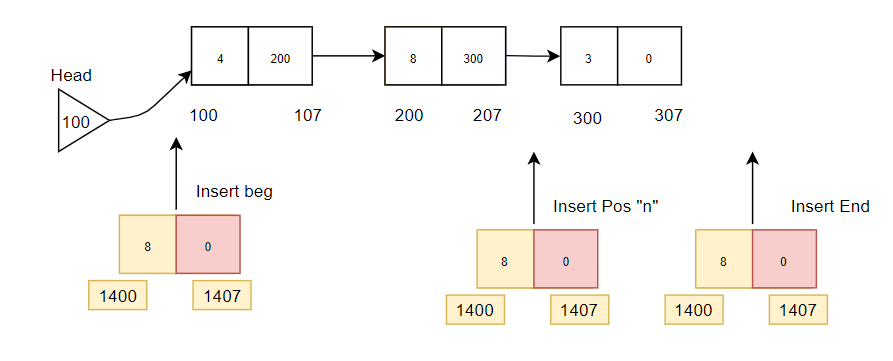 4 200 8 300 3 0
Head
100
100 107 200 207 300 307
Insert beg
Insert Pos "n" Insert End
8 0 8 0 8 0
1400 1407 1400 1407 1400 1407